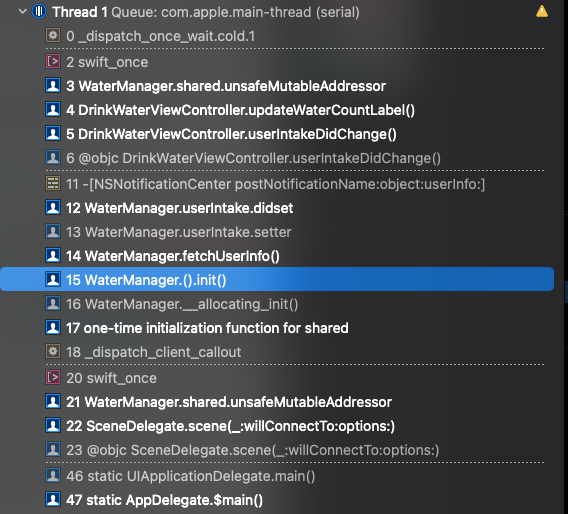 Thread 1 Queue: com.apple.main-thread (serial)
0 _dispatch_once_wait.cold.1
2 swift_once
3 WaterManager.shared.unsafeMutableAddressor
4 DrinkWaterViewController.updateWaterCountLabel()
5 DrinkWaterViewController.userIntakeDidChange()
6 @objc DrinkWaterViewController.userIntakeDidChange()
11 -[NSNotificationCenter postNotificationName:object:userInfo:]
12 WaterManager.userIntake.didset
13 WaterManager.userIntake.setter
14 WaterManager.fetchUserInfo()
15 WaterManager.().init()
16 WaterManager.__allocating_init()
17 one-time initialization function for shared
18 _dispatch_client_callout
20 swift_once
21 WaterManager.shared.unsafeMutableAddressor
22 SceneDelegate.scene(_:willConnectTo:options:)
23 @objc SceneDelegate.scene(_:willConnectTo:options:)
46 static UIApplicationDelegate.main()
47 static AppDelegate.$main()